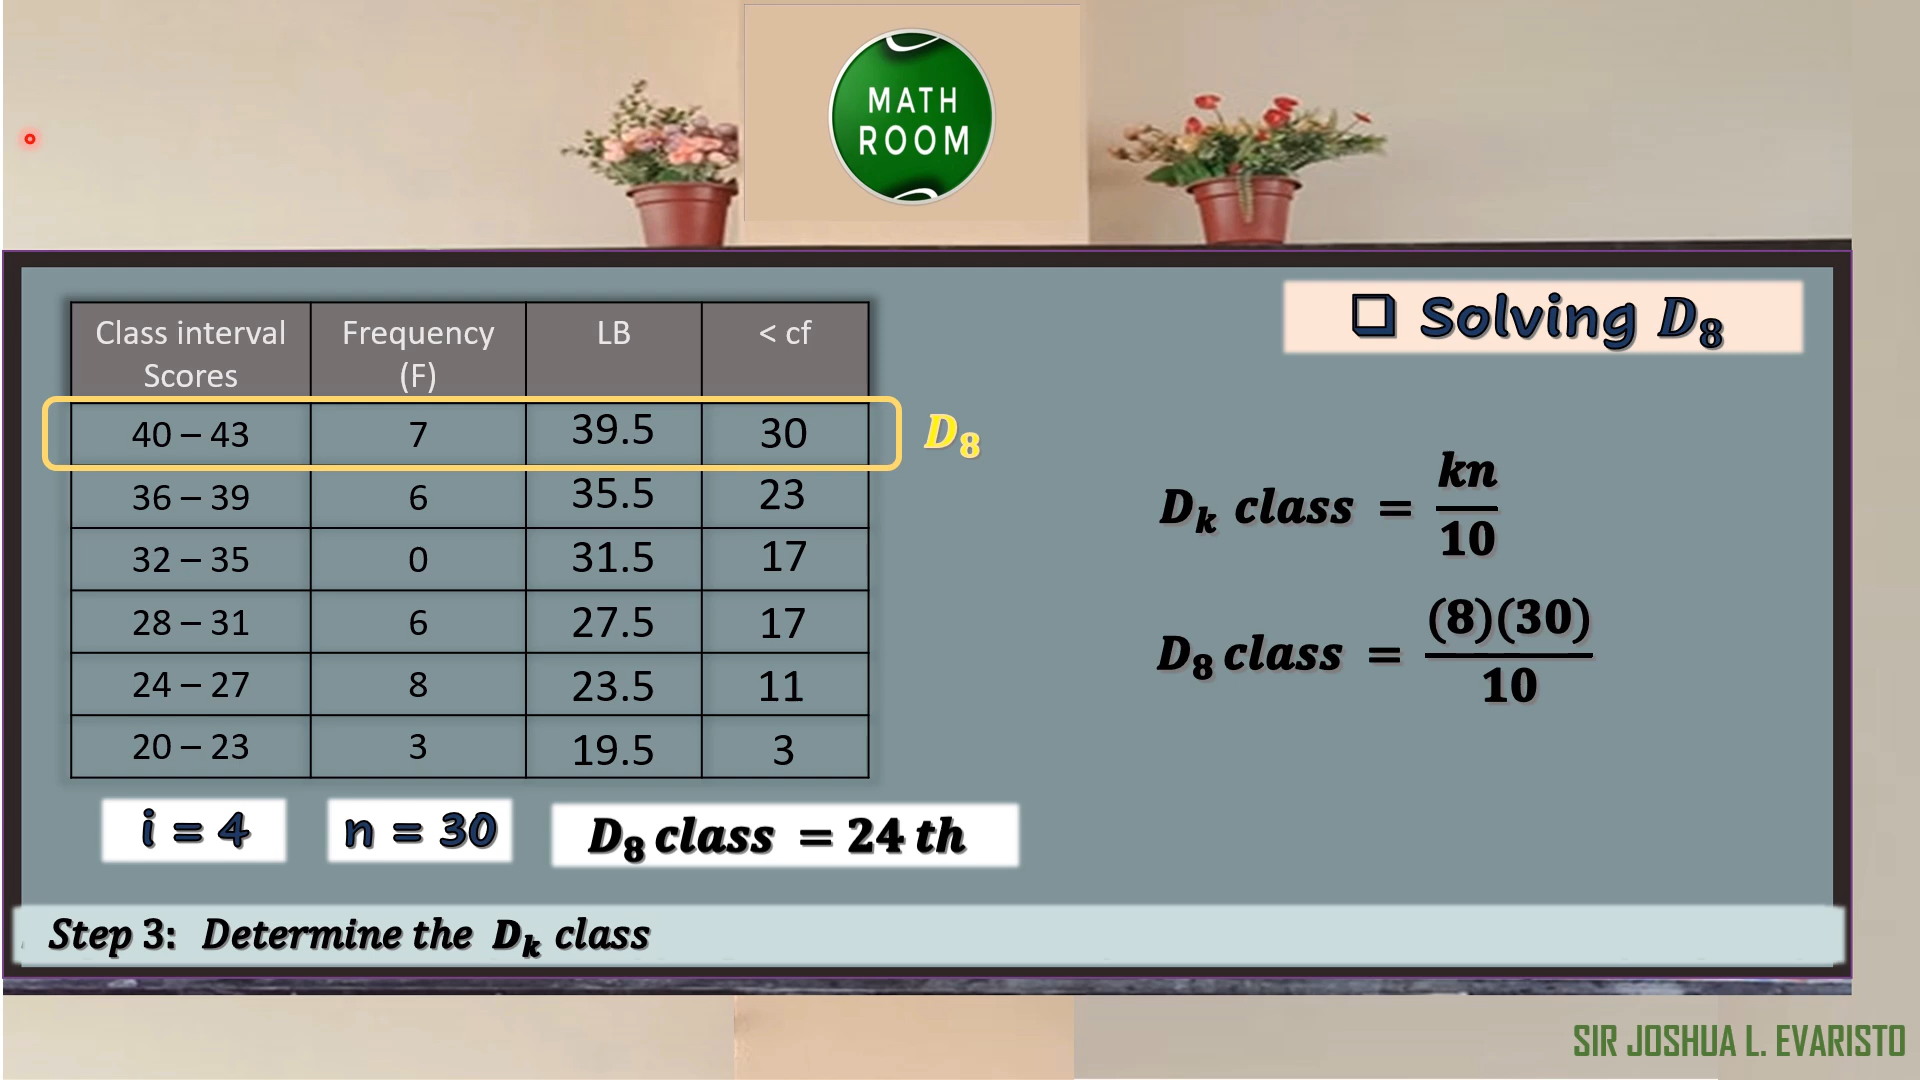 MATH
ROOM
❑ Solving D₈
Class interval Scores | Frequency (F) | LB | < cf
40 – 43 | 7 | 39.5 | 30
36 – 39 | 6 | 35.5 | 23
32 – 35 | 0 | 31.5 | 17
28 – 31 | 6 | 27.5 | 17
24 – 27 | 8 | 23.5 | 11
20 – 23 | 3 | 19.5 | 3
D₈
Dₖ class = kn/10
D₈ class = (8)(30)/10
i = 4
n = 30
D₈ class = 24 th
Step 3: Determine the Dₖ class
SIR JOSHUA L. EVARISTO